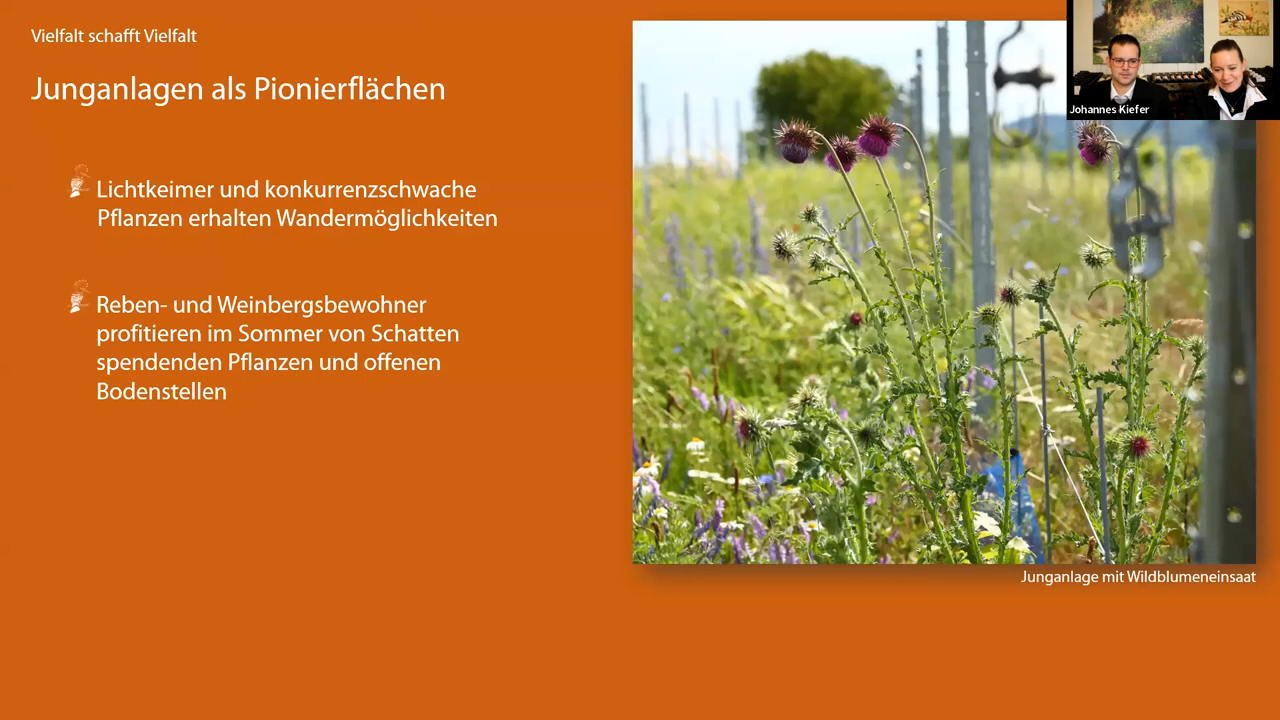 Vielfalt schafft Vielfalt
Junganlagen als Pionierflächen
Lichtkeimer und konkurrenzschwache
Pflanzen erhalten Wandermöglichkeiten
Reben- und Weinbergsbewohner
profitieren im Sommer von Schatten
spendenden Pflanzen und offenen
Bodenstellen
Johannes Kiefer
Junganlage mit Wildblumeneinsaat